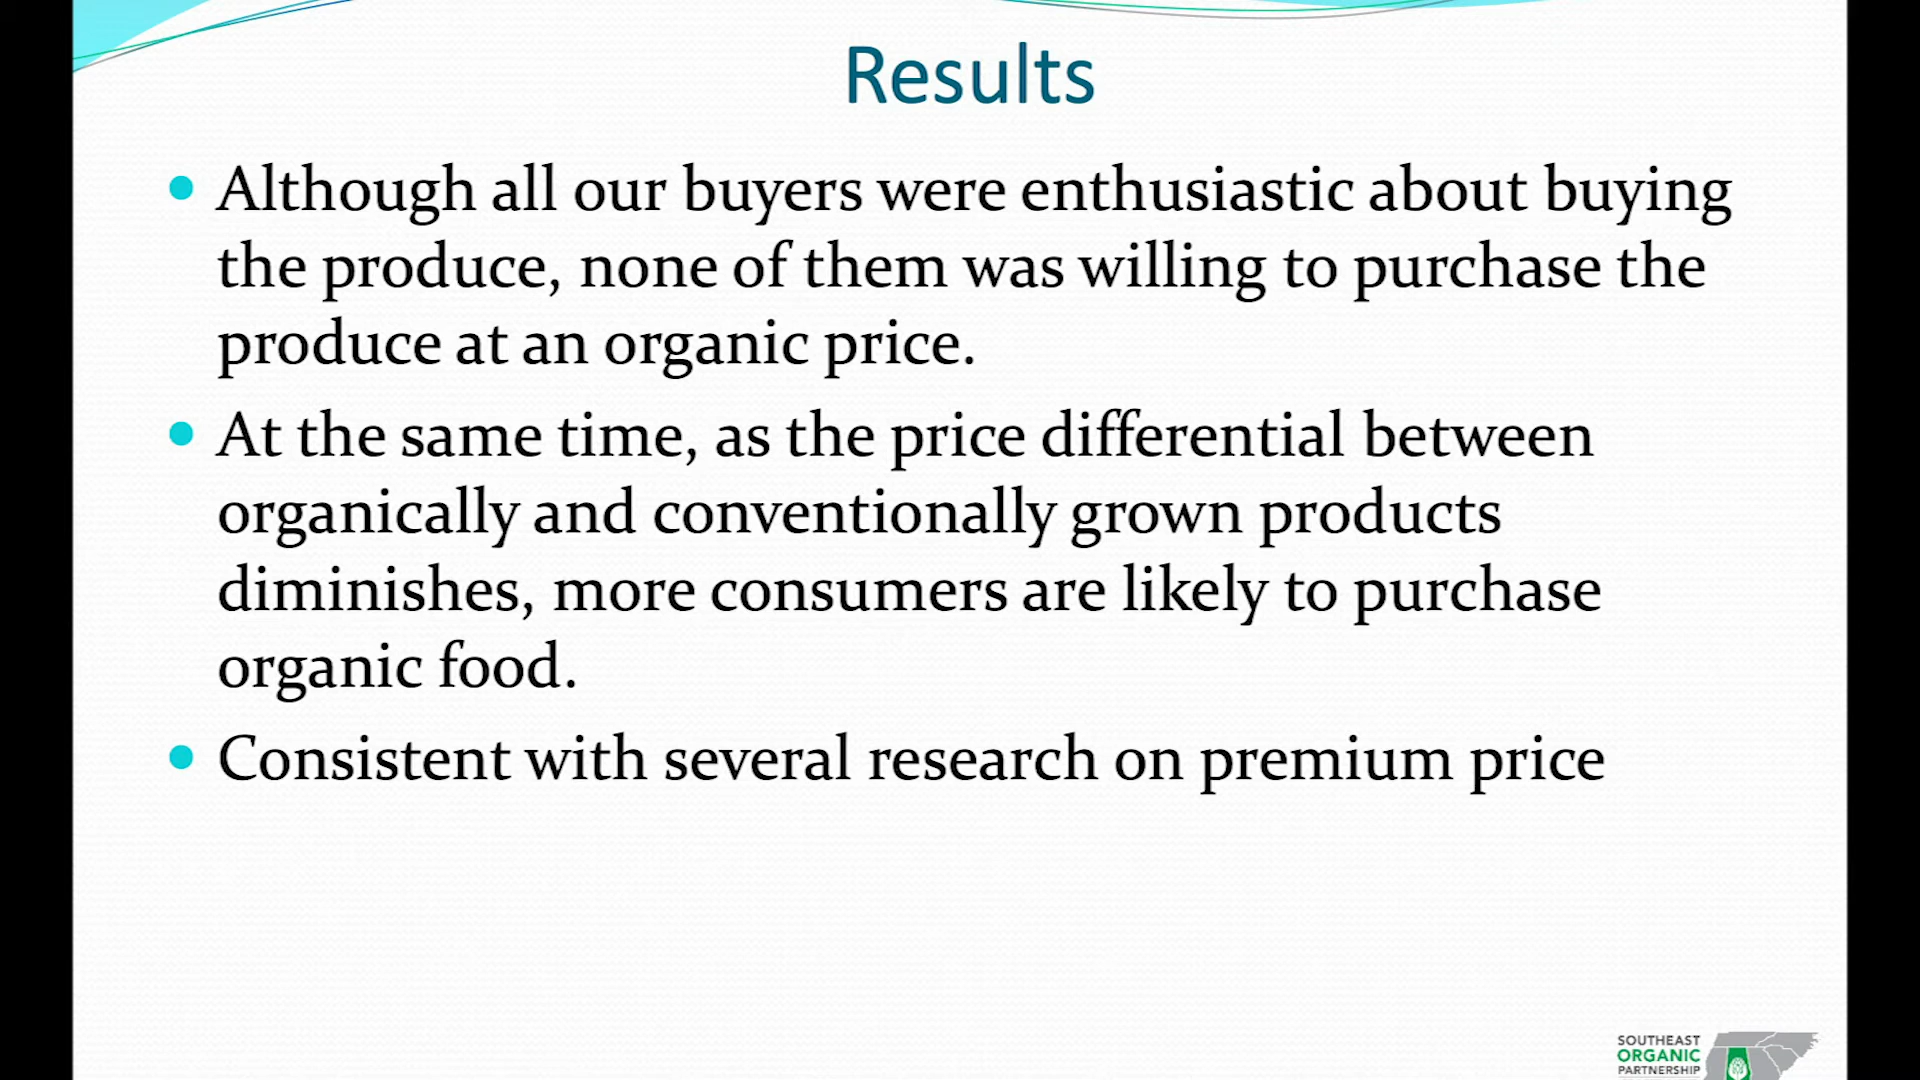 Results
• Although all our buyers were enthusiastic about buying
the produce, none of them was willing to purchase the
produce at an organic price.
• At the same time, as the price differential between
organically and conventionally grown products
diminishes, more consumers are likely to purchase
organic food.
• Consistent with several research on premium price
SOUTHEAST
ORGANIC
PARTNERSHIP